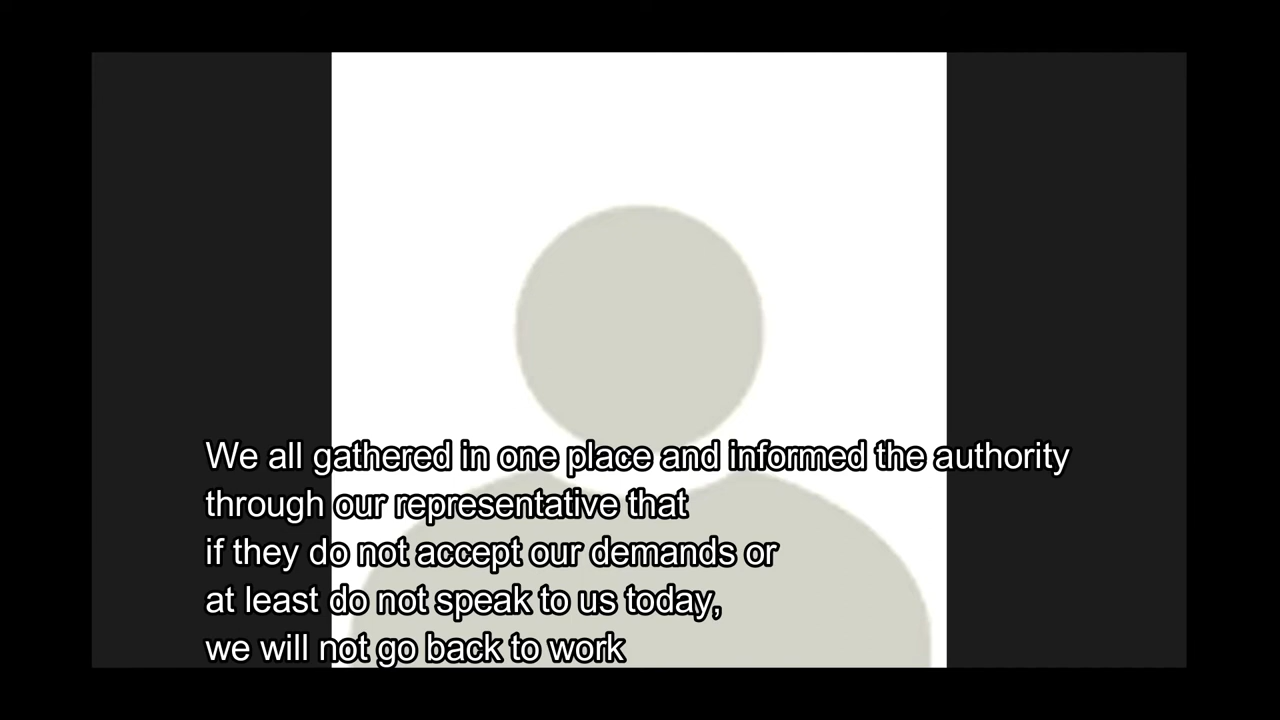 We all gathered in one place and informed the authority
through our representative that
if they do not accept our demands or
at least do not speak to us today,
we will not go back to work